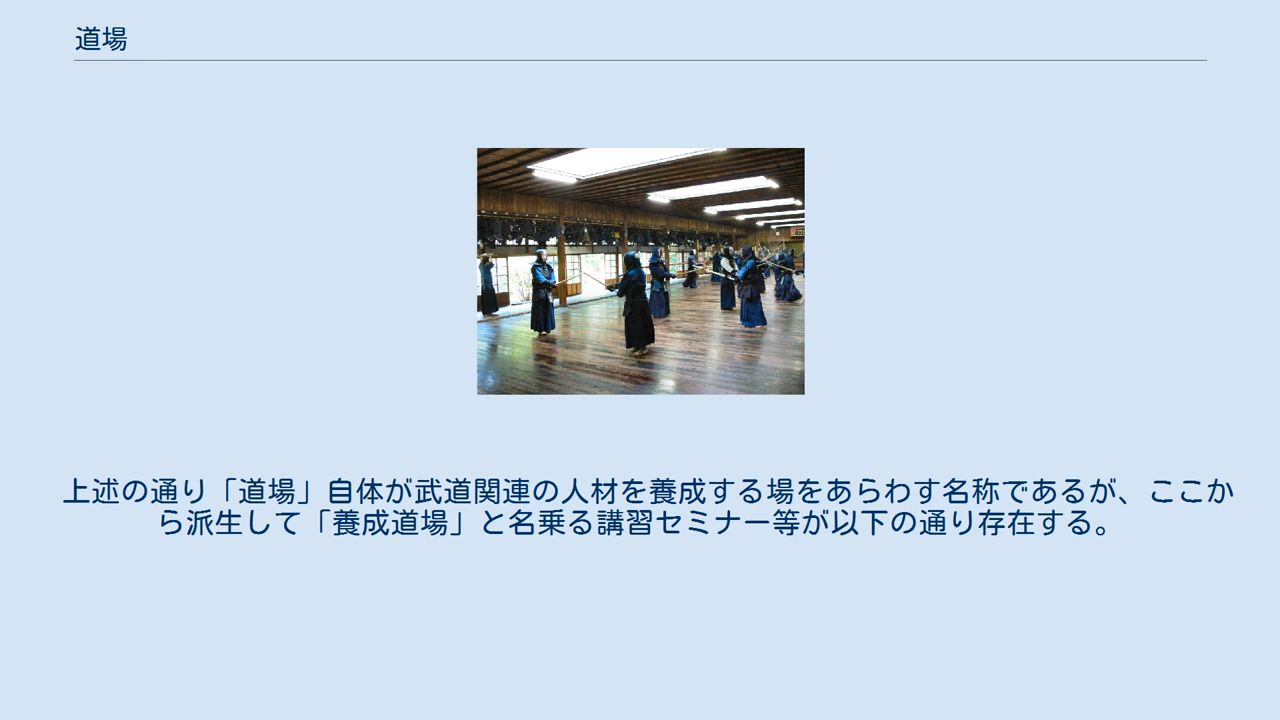 道場
上述の通り「道場」自体が武道関連の人材を養成する場をあらわす名称であるが、ここか
ら派生して「養成道場」と名乗る講習セミナー等が以下の通り存在する。